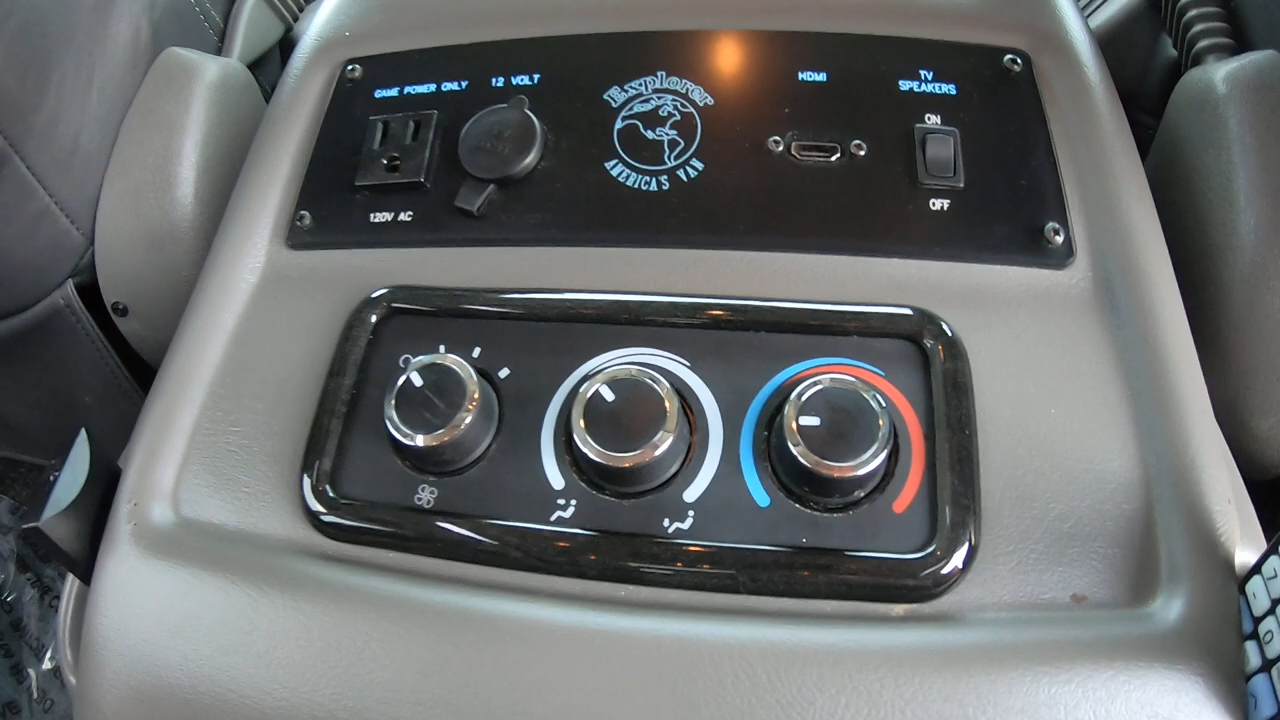 GAME POWER ONLY
12 VOLT
Explorer
AMERICA'S VAN
HDMI
TV
SPEAKERS
ON
OFF
120V AC